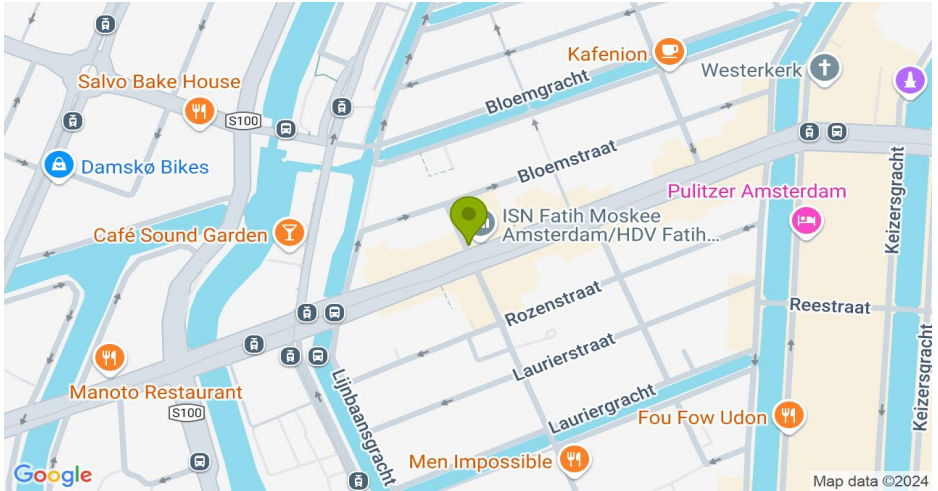 Kafenion
Westerkerk
Salvo Bake House
Bloemgracht
S100
Bloemstraat
Damskø Bikes
Keizersgracht
Pulitzer Amsterdam
ISN Fatih Moskee
Amsterdam/HDV Fatih...
Café Sound Garden
Rozenstraat
Reestraat
Laurierstraat
Manoto Restaurant
Lijnbaansgracht
Keizersgracht
S100
Lauriergracht
Fou Fow Udon
Men Impossible
Google
Map data ©2024